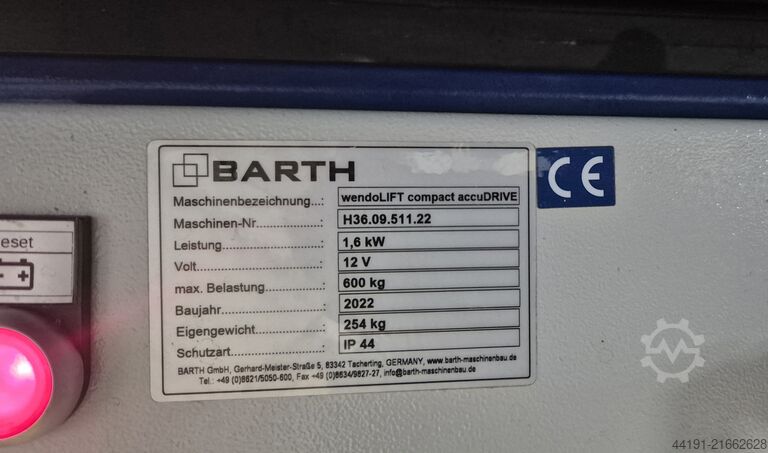 BARTH
CE
Maschinenbezeichnung...: wendoLIFT compact accuDRIVE
Maschinen-Nr..................: H36.09.511.22
Leistung...........................: 1,6 kW
Volt...................................: 12 V
max. Belastung...............: 600 kg
Baujahr............................: 2022
Eigengewicht..................: 254 kg
Schutzart.........................: IP 44
BARTH GmbH, Gerhard-Meister-Straße 5, 83342 Tacherting, GERMANY, www.barth-maschinenbau.de
Tel.: +49 (0)8621/5050-600, Fax +49 (0)8634/9827-27, info@barth-maschinenbau.de
eset
- +
44191-21662628